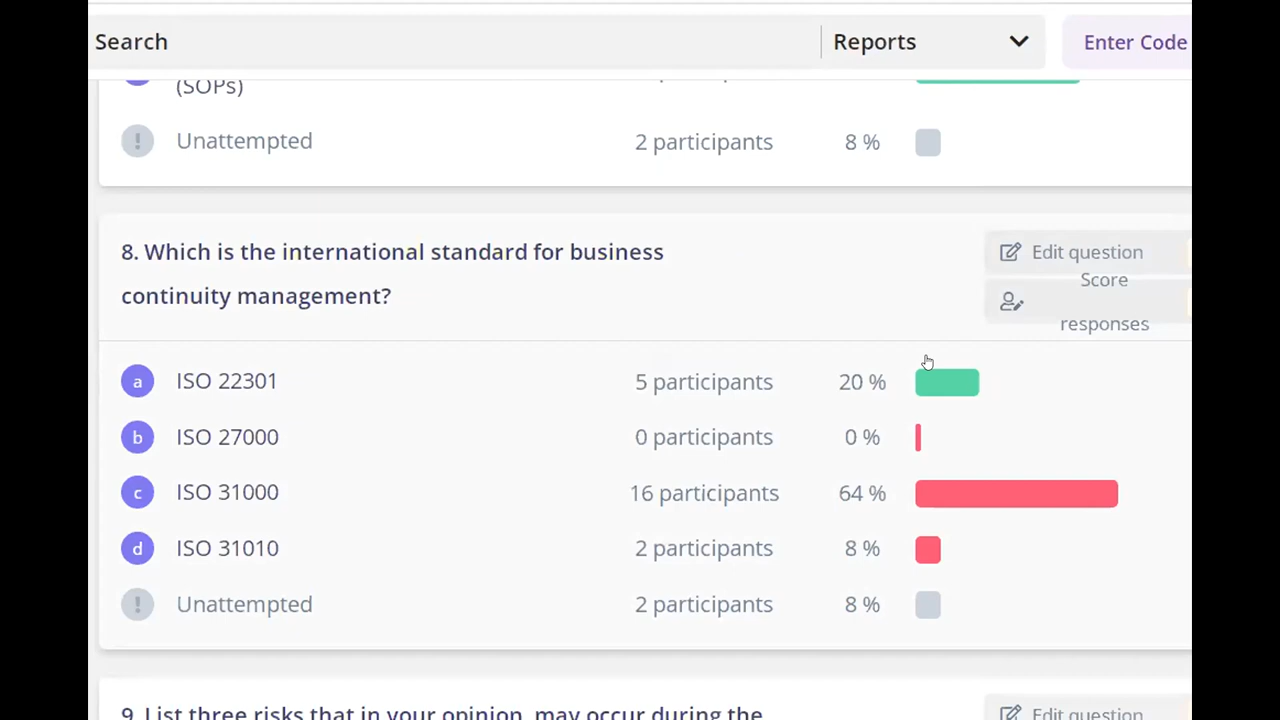 Search
Reports
Enter Code
(SOPs)
! Unattempted 2 participants 8 %
8. Which is the international standard for business
continuity management?
Edit question
Score
responses
a ISO 22301 5 participants 20 %
b ISO 27000 0 participants 0 %
c ISO 31000 16 participants 64 %
d ISO 31010 2 participants 8 %
! Unattempted 2 participants 8 %
9. List three risks that in your opinion, may occur during the
Edit question